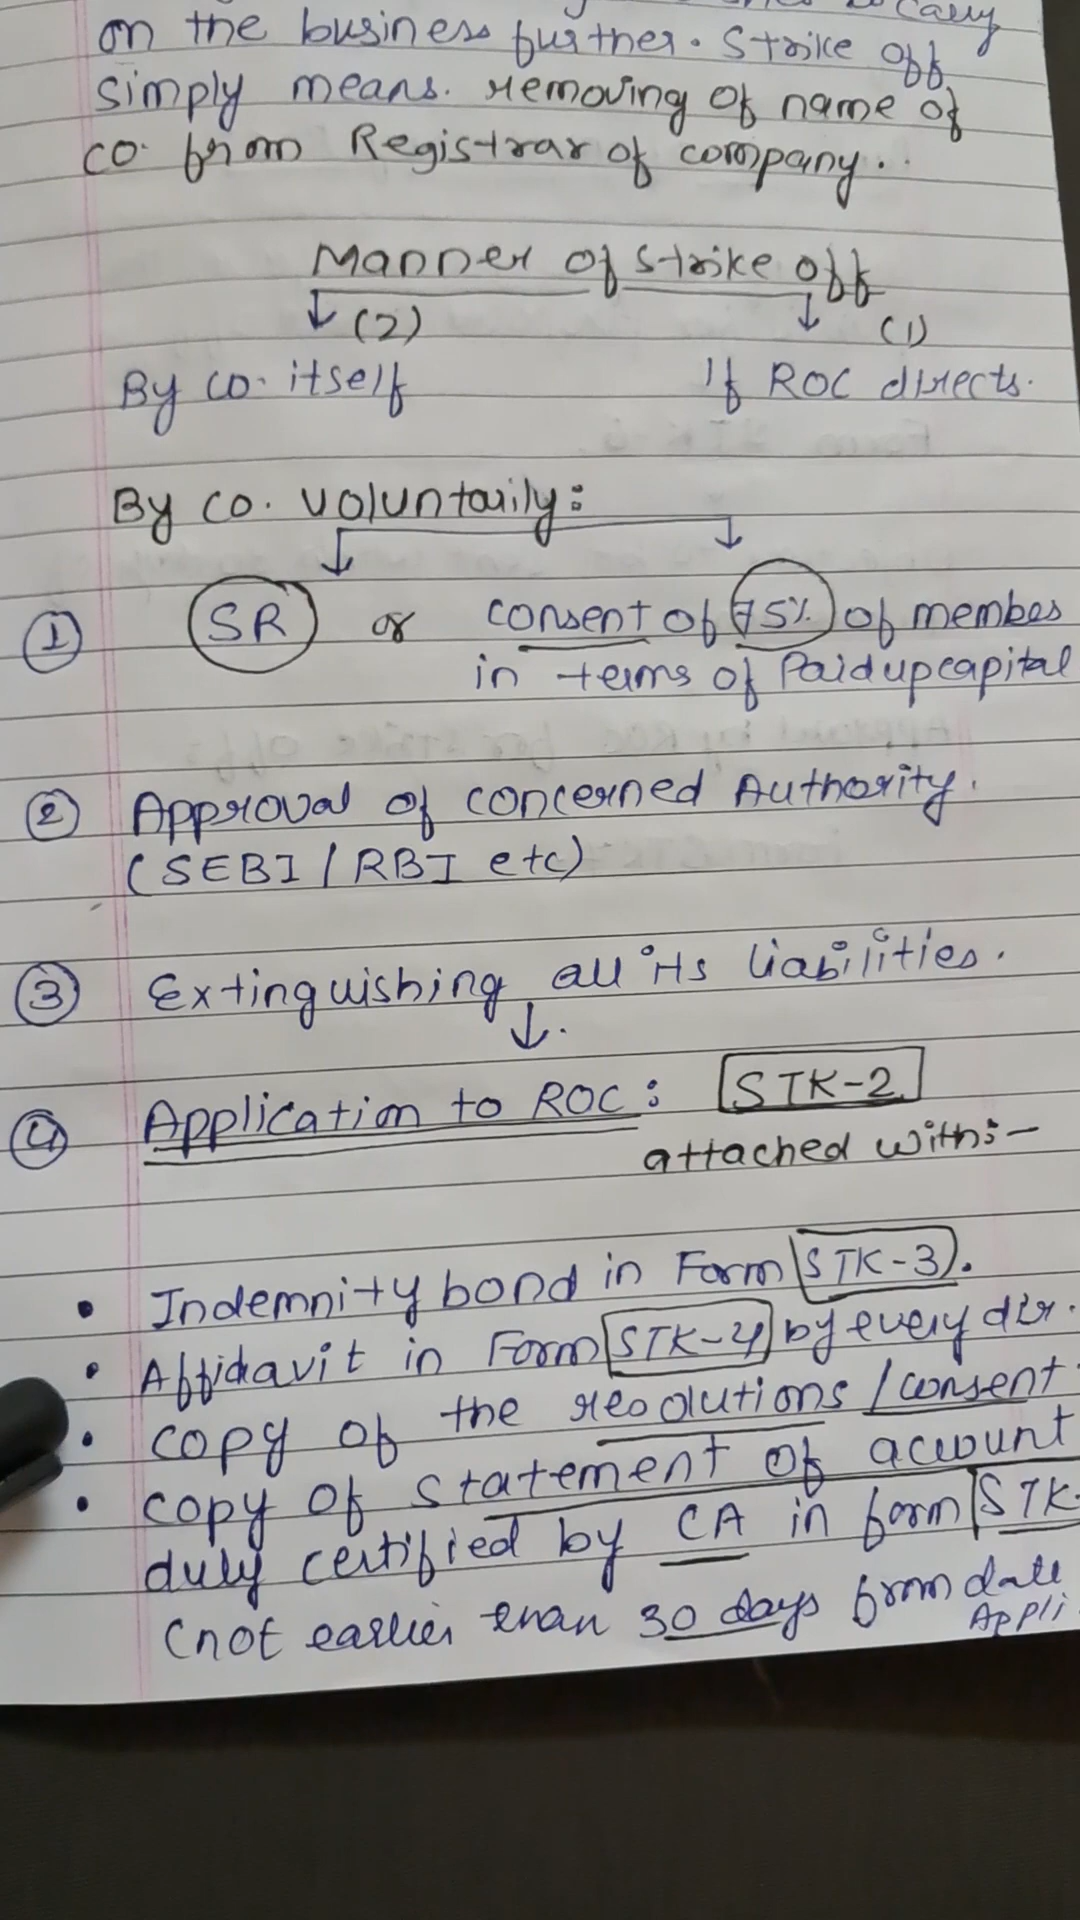 carry
on the business further. Strike off
simply means. removing of name of
co. from Registrar of company..
Manner of strike off
↓ (2) ↓ (1)
By co. itself If ROC directs.
By co. voluntarily:
① SR or consent of 75% of membes
in terms of Paidupcapital
② Approval of concerned Authority.
(SEBI / RBI etc)
③ Extinguishing all its liabilities.
↓.
④ Application to ROC: STK-2
attached with:-
• Indemnity bond in Form STK-3.
• Affidavit in Form STK-4 by every dir.
• copy of the resolutions / consent
• copy of statement of account
duly certified by CA in form STK-
(not earlier than 30 days from date
Appli